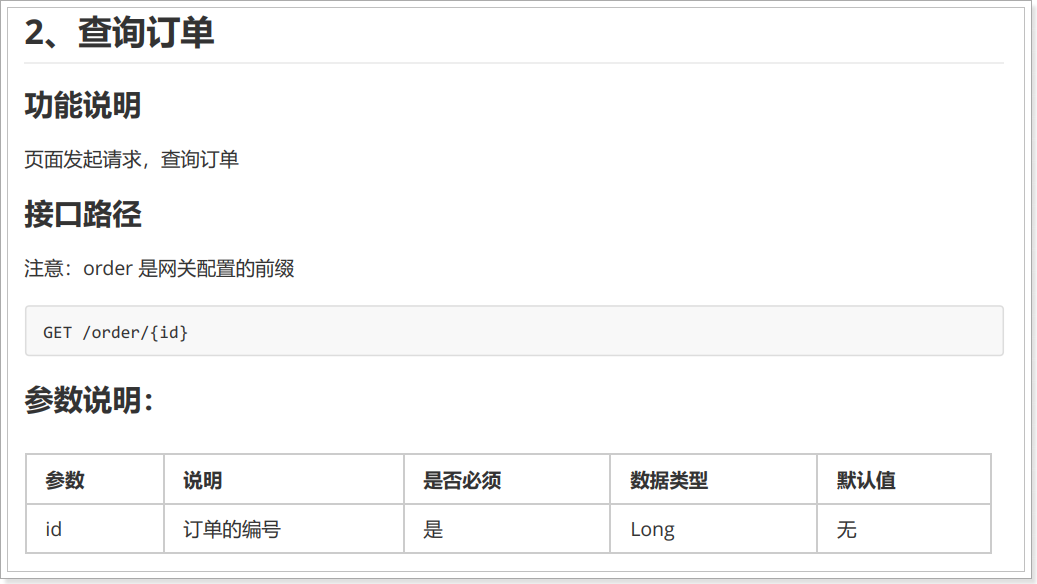 2、查询订单
功能说明
页面发起请求，查询订单
接口路径
注意：order 是网关配置的前缀
GET /order/{id}
参数说明：
参数 说明 是否必须 数据类型 默认值
id 订单的编号 是 Long 无